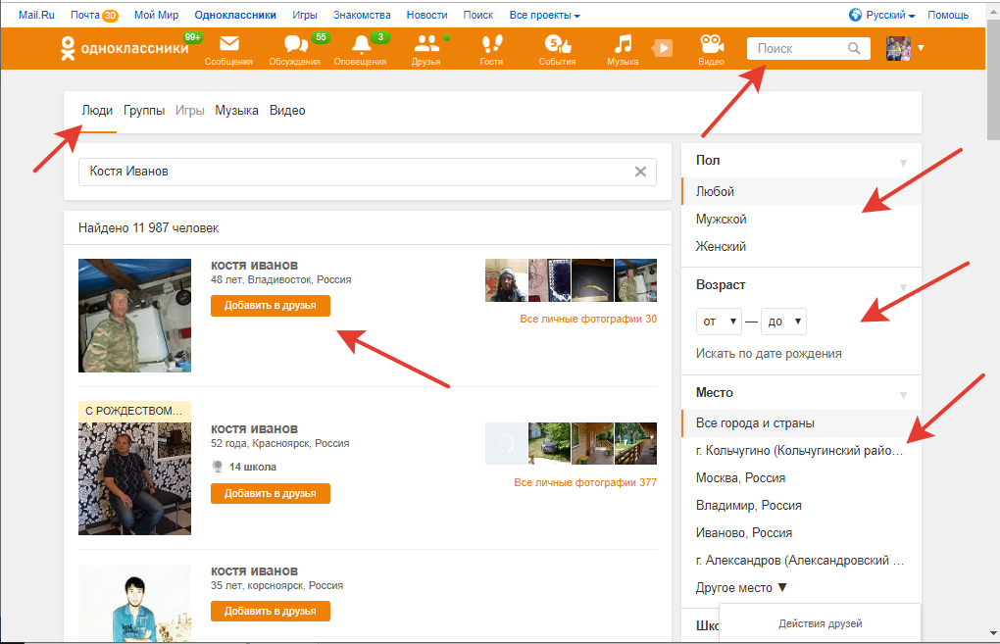 Mail.Ru Почта 30 Мой Мир Одноклассники Игры Знакомства Новости Поиск Все проекты Русский Помощь
одноклассники 99+ Сообщения Обсуждения 55 Оповещения 3 Друзья Гости 5 События Музыка Видео Поиск
Люди Группы Игры Музыка Видео
Костя Иванов
Найдено 11 987 человек
костя иванов
48 лет, Владивосток, Россия
Добавить в друзья
Все личные фотографии 30
С РОЖДЕСТВОМ...
костя иванов
52 года, Красноярск, Россия
14 школа
Добавить в друзья
Все личные фотографии 377
костя иванов
35 лет, корсноярск, Россия
Добавить в друзья
Пол
Любой
Мужской
Женский
Возраст
от — до
Искать по дате рождения
Место
Все города и страны
г. Кольчугино (Кольчугинский райо...
Москва, Россия
Владимир, Россия
Иваново, Россия
г. Александров (Александровский ...
Другое место ▼
Шко
Действия друзей